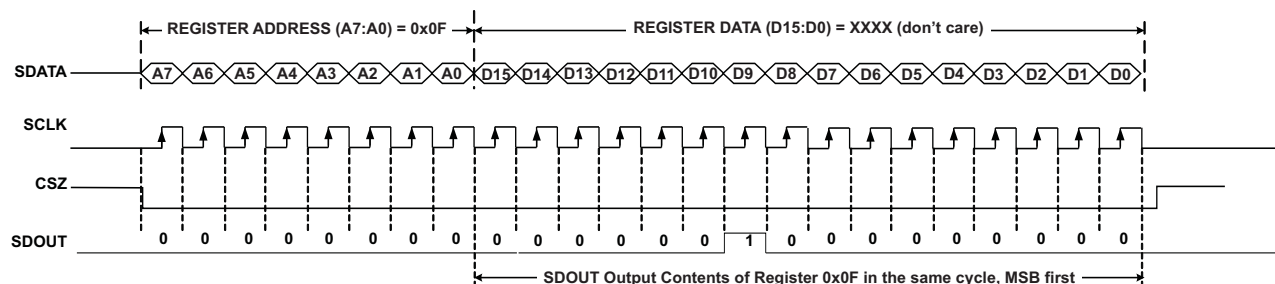 REGISTER ADDRESS (A7:A0) = 0x0F REGISTER DATA (D15:D0) = XXXX (don't care)
SDATA A7 A6 A5 A4 A3 A2 A1 A0 D15 D14 D13 D12 D11 D10 D9 D8 D7 D6 D5 D4 D3 D2 D1 D0
SCLK
CSZ
SDOUT 0 0 0 0 0 0 0 0 0 0 0 0 0 0 1 0 0 0 0 0 0 0 0 0
SDOUT Output Contents of Register 0x0F in the same cycle, MSB first